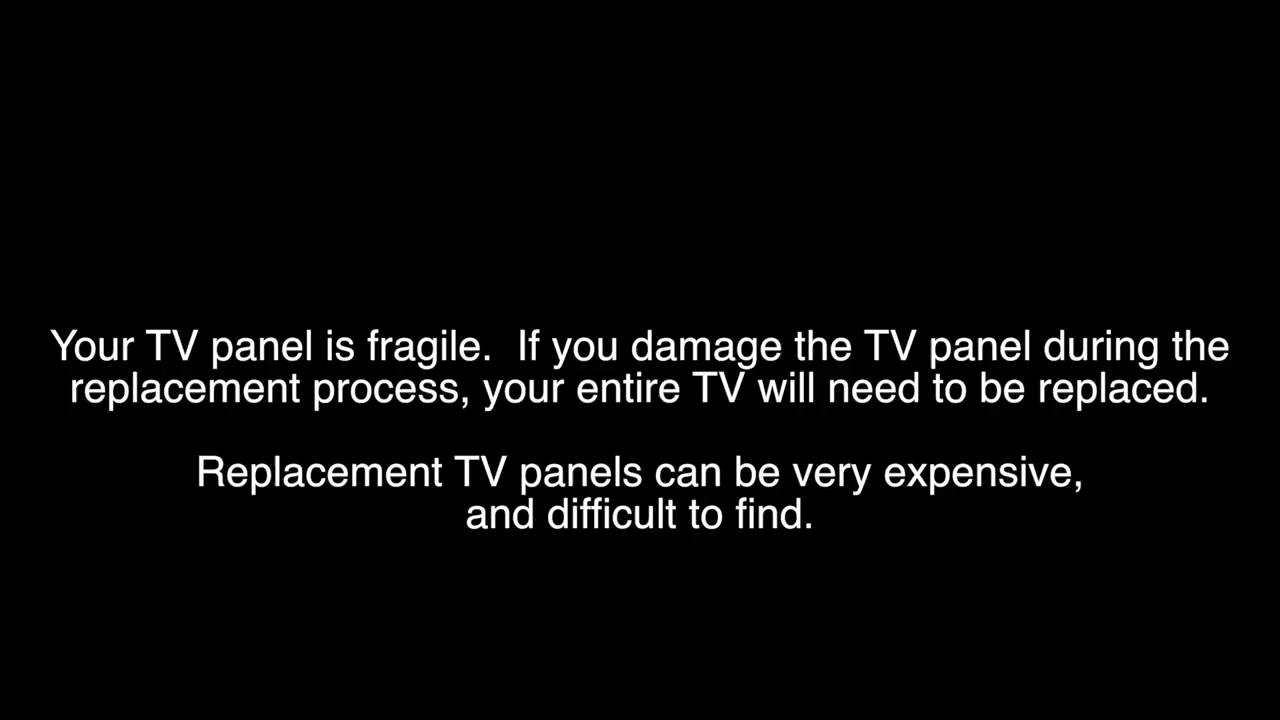 Your TV panel is fragile.  If you damage the TV panel during the
replacement process, your entire TV will need to be replaced.
Replacement TV panels can be very expensive,
and difficult to find.